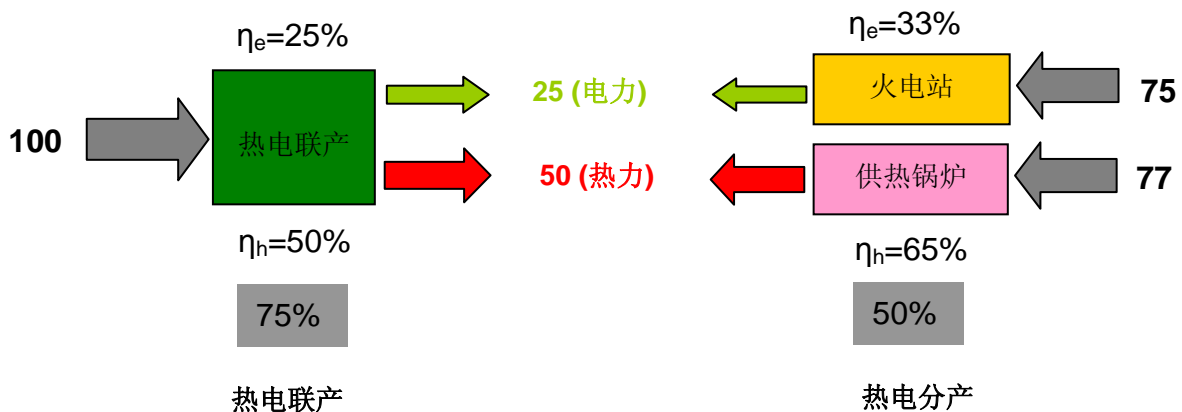 ηe=25%
ηe=33%
100
热电联产
25 (电力)
50 (热力)
火电站
75
供热锅炉
77
ηh=50%
ηh=65%
75%
50%
热电联产
热电分产